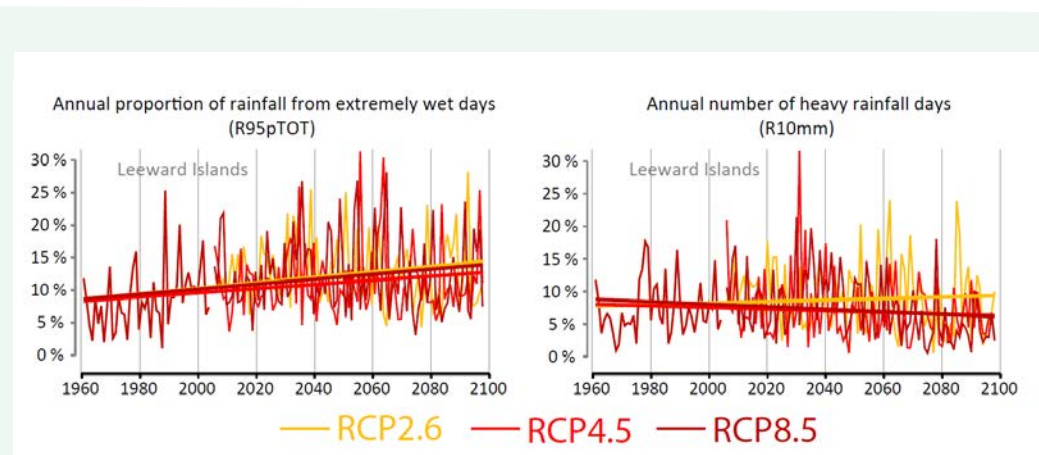 Annual proportion of rainfall from extremely wet days
(R95pTOT)
Leeward Islands
30 %
25 %
20 %
15 %
10 %
5 %
0 %
1960 1980 2000 2020 2040 2060 2080 2100
Annual number of heavy rainfall days
(R10mm)
Leeward Islands
30 %
25 %
20 %
15 %
10 %
5 %
0 %
1960 1980 2000 2020 2040 2060 2080 2100
RCP2.6 RCP4.5 RCP8.5